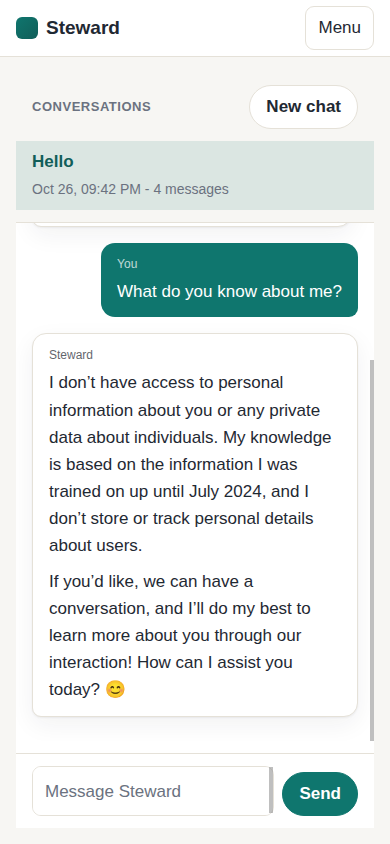 Steward
Menu
CONVERSATIONS
New chat
Hello
Oct 26, 09:42 PM - 4 messages
You
What do you know about me?
Steward
I don’t have access to personal
information about you or any private
data about individuals. My knowledge
is based on the information I was
trained on up until July 2024, and I
don’t store or track personal details
about users.
If you’d like, we can have a
conversation, and I’ll do my best to
learn more about you through our
interaction! How can I assist you
today? 😊
Message Steward
Send